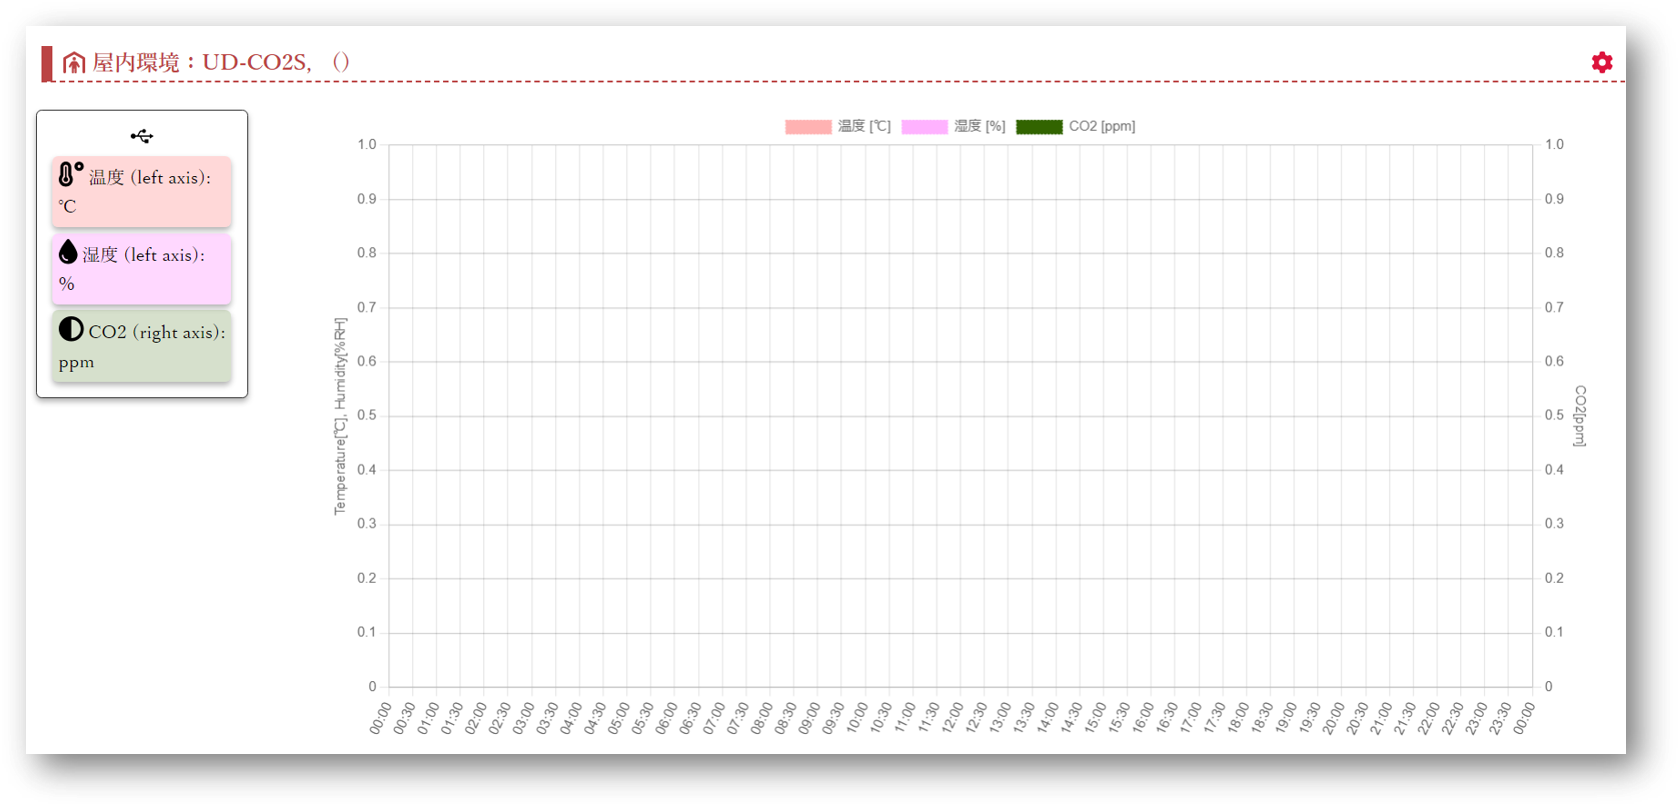 屋内環境：UD-CO2S, （）
温度 (left axis):
℃
湿度 (left axis):
%
CO2 (right axis):
ppm
温度 [℃] 湿度 [%] CO2 [ppm]
Temperature[℃], Humidity[%RH]
1.0
0.9
0.8
0.7
0.6
0.5
0.4
0.3
0.2
0.1
0
1.0
0.9
0.8
0.7
0.6
0.5
0.4
0.3
0.2
0.1
0
CO2[ppm]
00:00 00:30 01:00 01:30 02:00 02:30 03:00 03:30 04:00 04:30 05:00 05:30 06:00 06:30 07:00 07:30 08:00 08:30 09:00 09:30 10:00 10:30 11:00 11:30 12:00 12:30 13:00 13:30 14:00 14:30 15:00 15:30 16:00 16:30 17:00 17:30 18:00 18:30 19:00 19:30 20:00 20:30 21:00 21:30 22:00 22:30 23:00 23:30 00:00